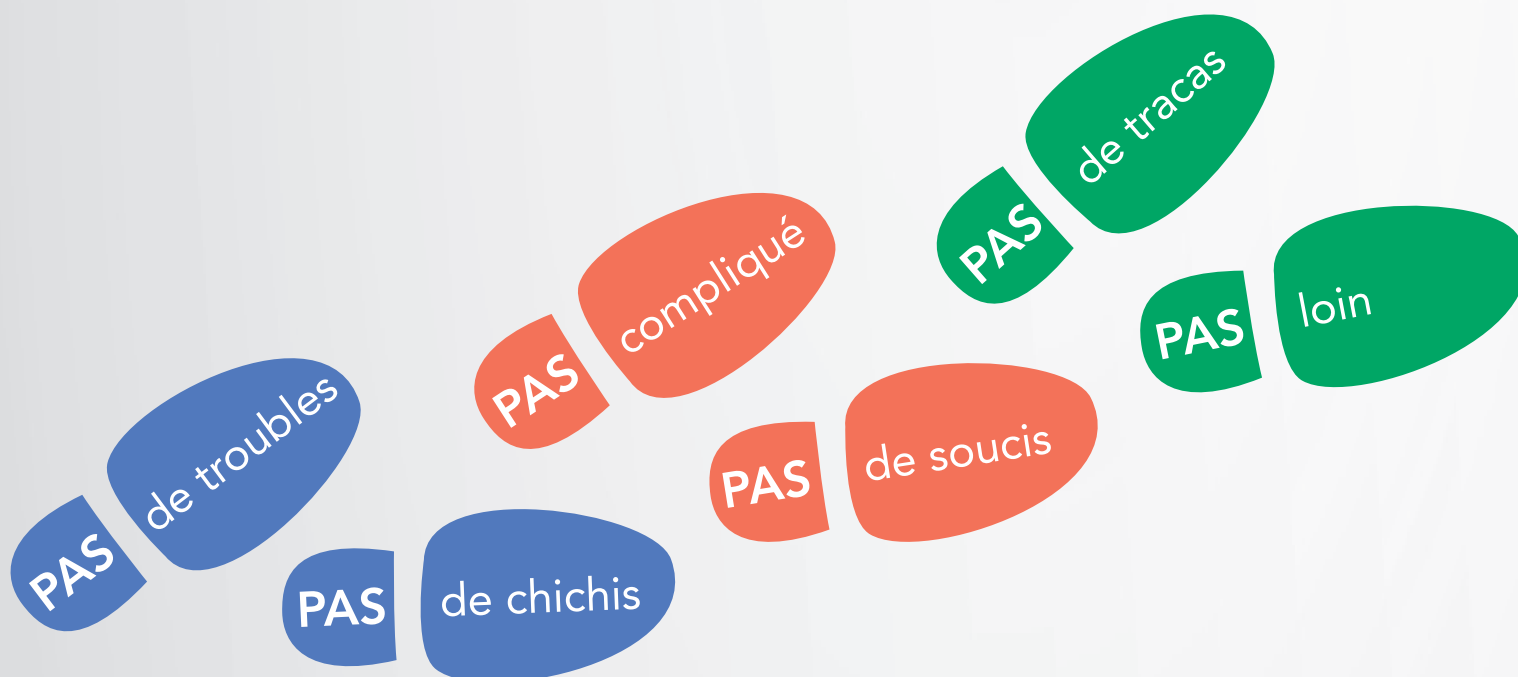 PAS de troubles
PAS de chichis
PAS compliqué
PAS de soucis
PAS de tracas
PAS loin